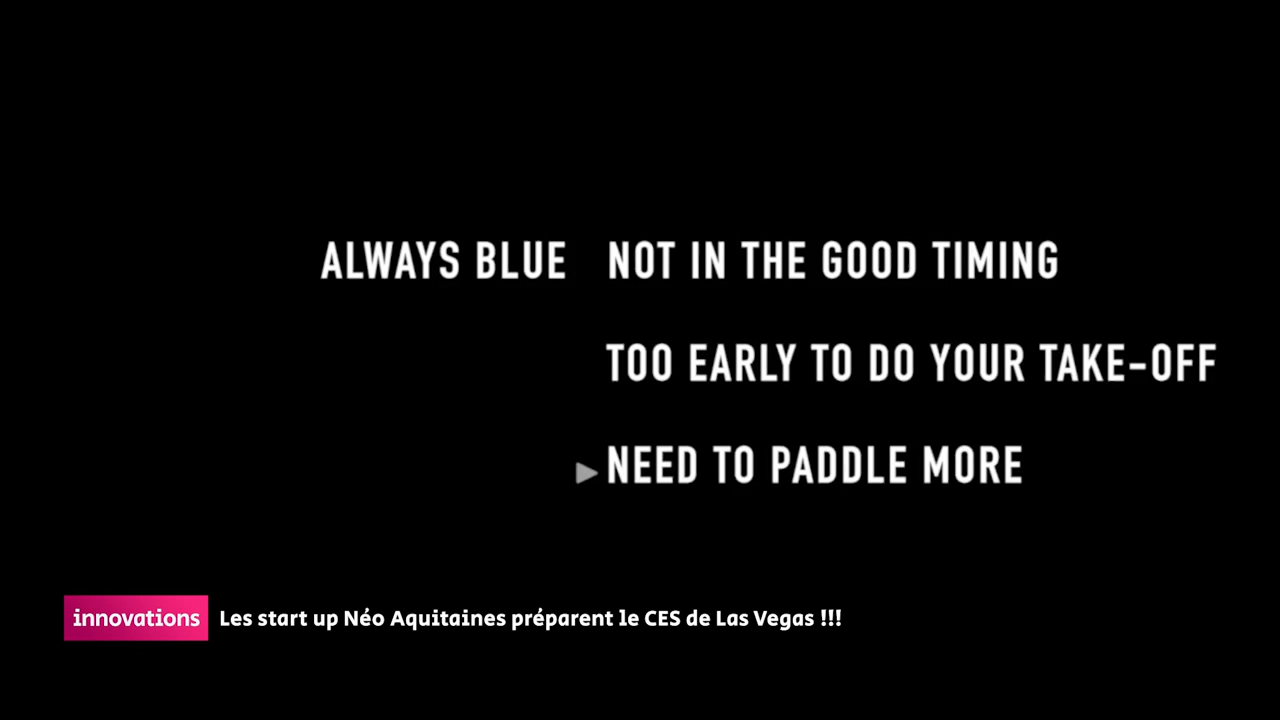 ALWAYS BLUE NOT IN THE GOOD TIMING
TOO EARLY TO DO YOUR TAKE-OFF
NEED TO PADDLE MORE
innovations Les start up Néo Aquitaines préparent le CES de Las Vegas !!!